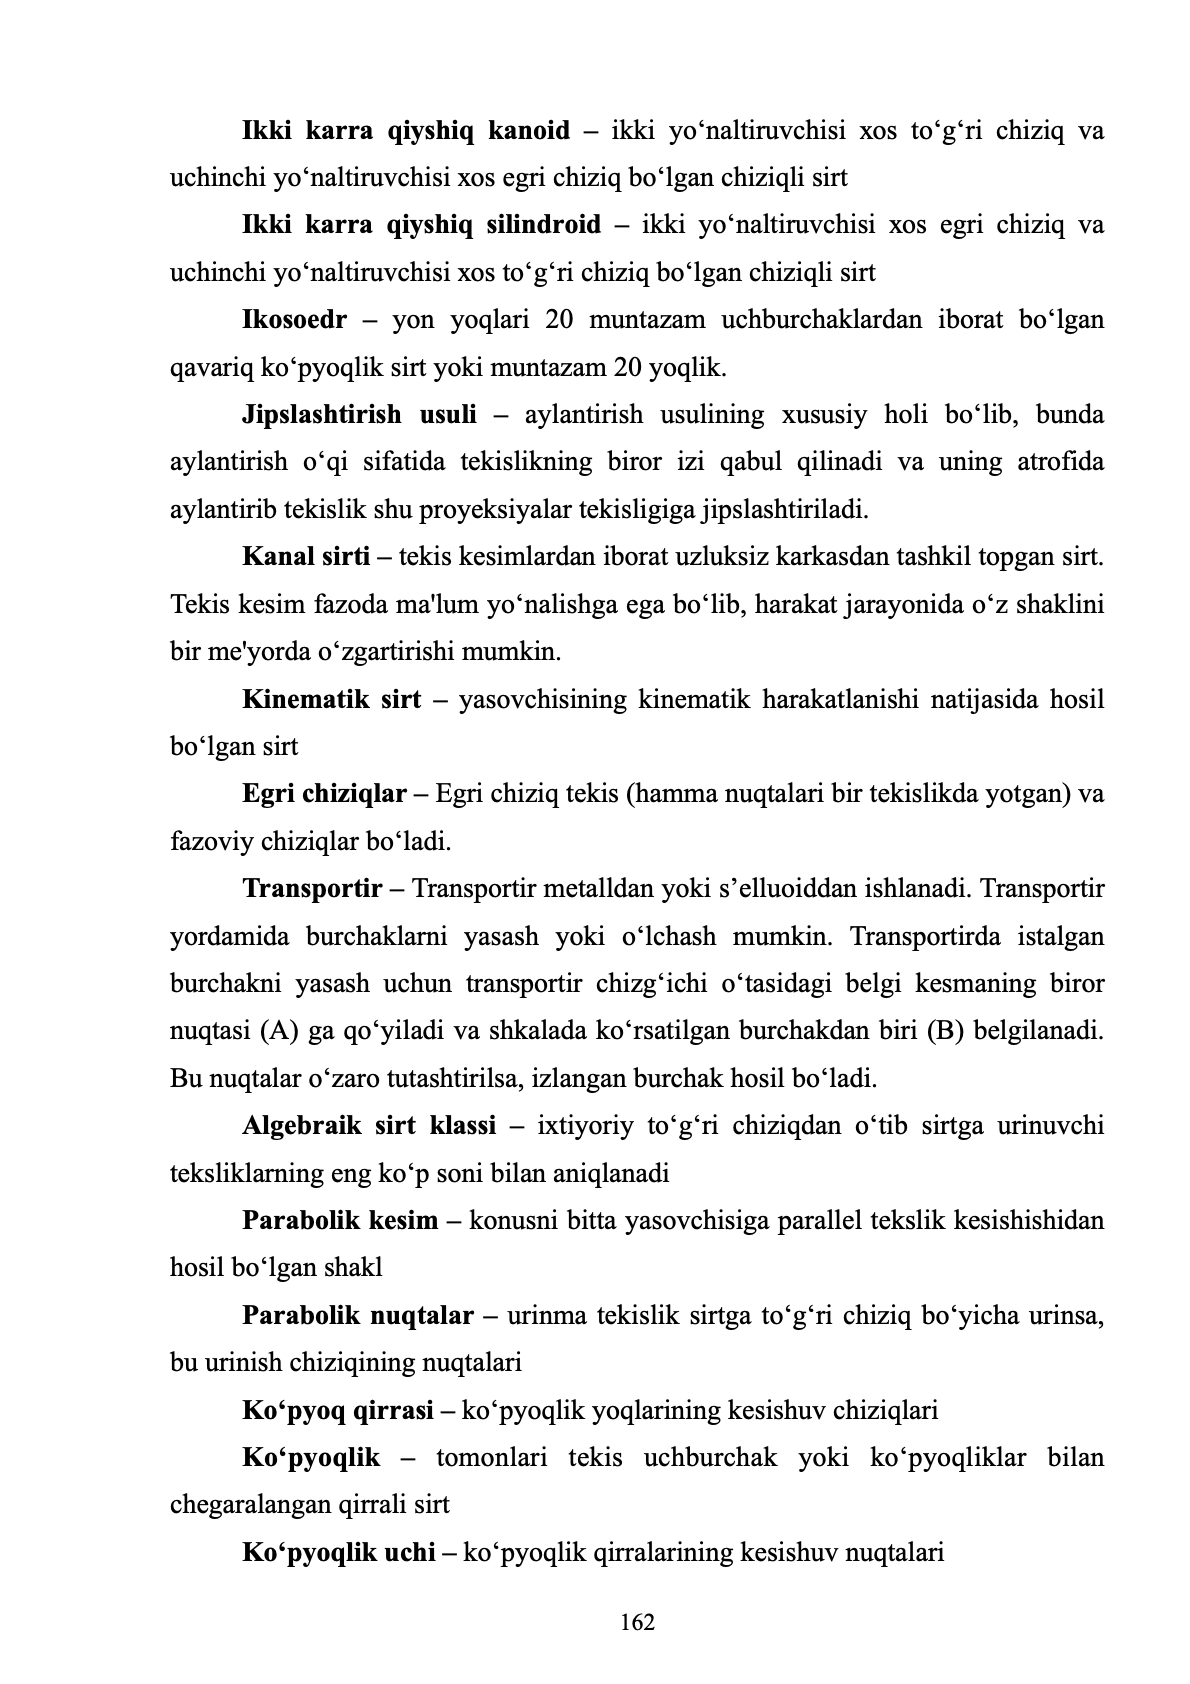 Ikki karra qiyshiq kanoid – ikki yo‘naltiruvchisi xos to‘g‘ri chiziq va
uchinchi yo‘naltiruvchisi xos egri chiziq bo‘lgan chiziqli sirt
Ikki karra qiyshiq silindroid – ikki yo‘naltiruvchisi xos egri chiziq va
uchinchi yo‘naltiruvchisi xos to‘g‘ri chiziq bo‘lgan chiziqli sirt
Ikosoedr – yon yoqlari 20 muntazam uchburchaklardan iborat bo‘lgan
qavariq ko‘pyoqlik sirt yoki muntazam 20 yoqlik.
Jipslashtirish usuli – aylantirish usulining xususiy holi bo‘lib, bunda
aylantirish o‘qi sifatida tekislikning biror izi qabul qilinadi va uning atrofida
aylantirib tekislik shu proyeksiyalar tekisligiga jipslashtiriladi.
Kanal sirti – tekis kesimlardan iborat uzluksiz karkasdan tashkil topgan sirt.
Tekis kesim fazoda ma'lum yo‘nalishga ega bo‘lib, harakat jarayonida o‘z shaklini
bir me'yorda o‘zgartirishi mumkin.
Kinematik sirt – yasovchisining kinematik harakatlanishi natijasida hosil
bo‘lgan sirt
Egri chiziqlar – Egri chiziq tekis (hamma nuqtalari bir tekislikda yotgan) va
fazoviy chiziqlar bo‘ladi.
Transportir – Transportir metalldan yoki s’elluoiddan ishlanadi. Transportir
yordamida burchaklarni yasash yoki o‘lchash mumkin. Transportirda istalgan
burchakni yasash uchun transportir chizg‘ichi o‘tasidagi belgi kesmaning biror
nuqtasi (A) ga qo‘yiladi va shkalada ko‘rsatilgan burchakdan biri (B) belgilanadi.
Bu nuqtalar o‘zaro tutashtirilsa, izlangan burchak hosil bo‘ladi.
Algebraik sirt klassi – ixtiyoriy to‘g‘ri chiziqdan o‘tib sirtga urinuvchi
teksliklarning eng ko‘p soni bilan aniqlanadi
Parabolik kesim – konusni bitta yasovchisiga parallel tekslik kesishishidan
hosil bo‘lgan shakl
Parabolik nuqtalar – urinma tekislik sirtga to‘g‘ri chiziq bo‘yicha urinsa,
bu urinish chiziqining nuqtalari
Ko‘pyoq qirrasi – ko‘pyoqlik yoqlarining kesishuv chiziqlari
Ko‘pyoqlik – tomonlari tekis uchburchak yoki ko‘pyoqliklar bilan
chegaralangan qirrali sirt
Ko‘pyoqlik uchi – ko‘pyoqlik qirralarining kesishuv nuqtalari
162